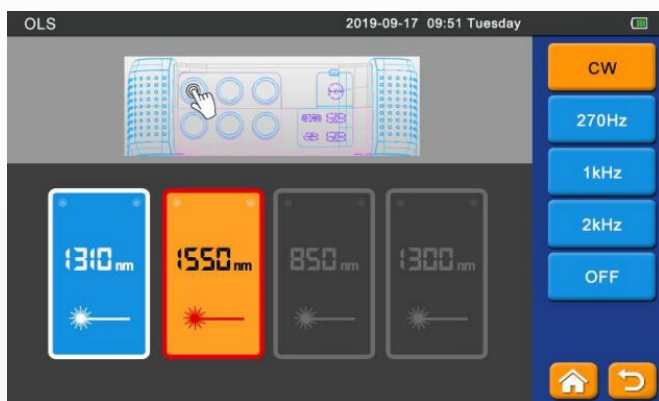 OLS
2019-09-17 09:51 Tuesday
CW
270Hz
1kHz
2kHz
OFF
1310 nm
1550 nm
850 nm
1300 nm